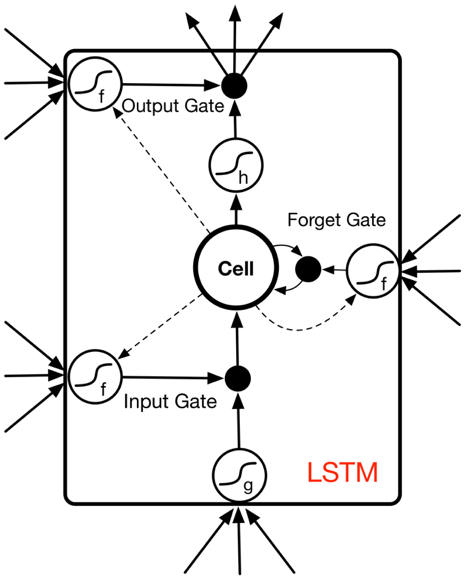 f
Output Gate
h
Forget Gate
Cell
f
f
Input Gate
g
LSTM